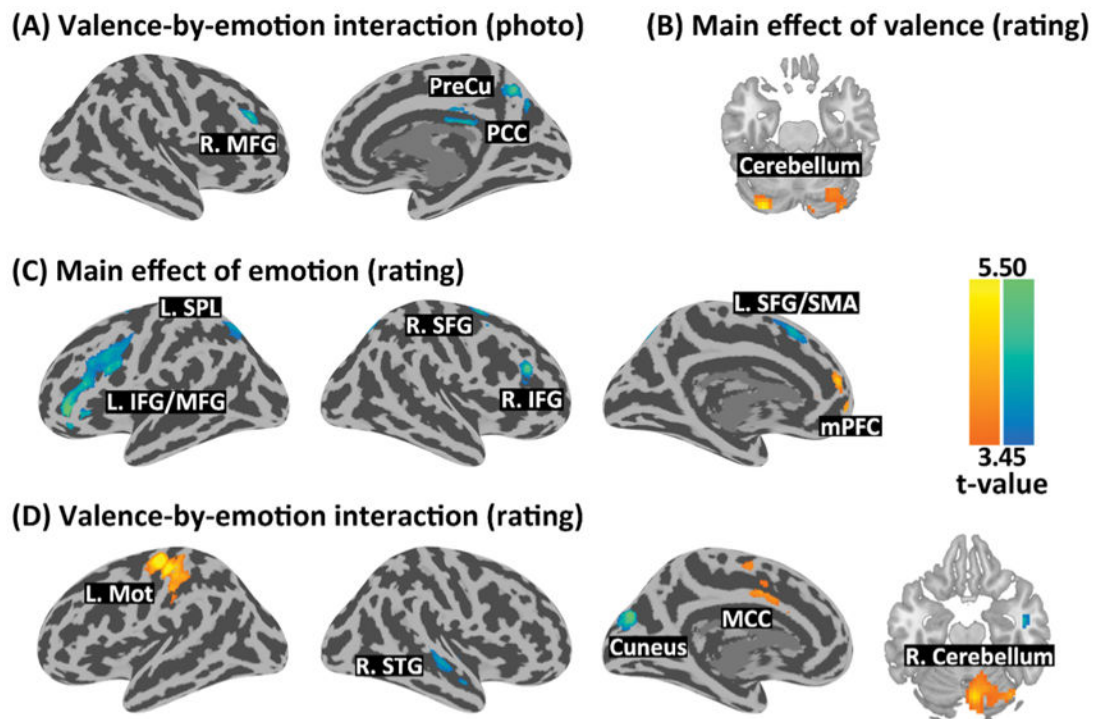 (A) Valence-by-emotion interaction (photo)
(B) Main effect of valence (rating)
PreCu
R. MFG
PCC
Cerebellum
(C) Main effect of emotion (rating)
5.50
L. SPL
R. SFG
L. SFG/SMA
L. IFG/MFG
R. IFG
mPFC
3.45
t-value
(D) Valence-by-emotion interaction (rating)
L. Mot
MCC
R. STG
Cuneus
R. Cerebellum